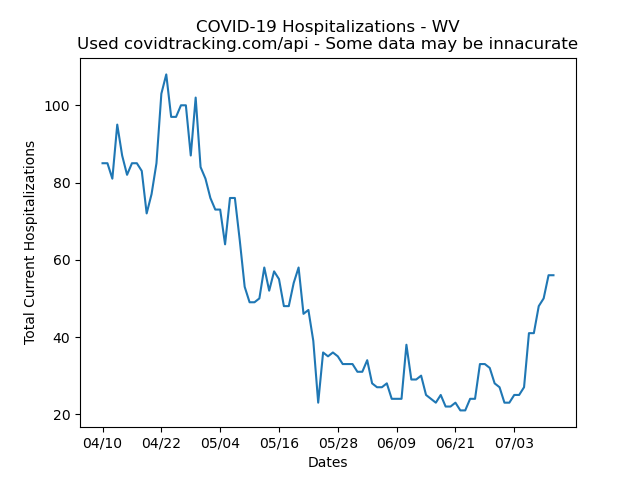 COVID-19 Hospitalizations - WV
Used covidtracking.com/api - Some data may be innacurate
Total Current Hospitalizations
100
80
60
40
20
04/10 04/22 05/04 05/16 05/28 06/09 06/21 07/03
Dates